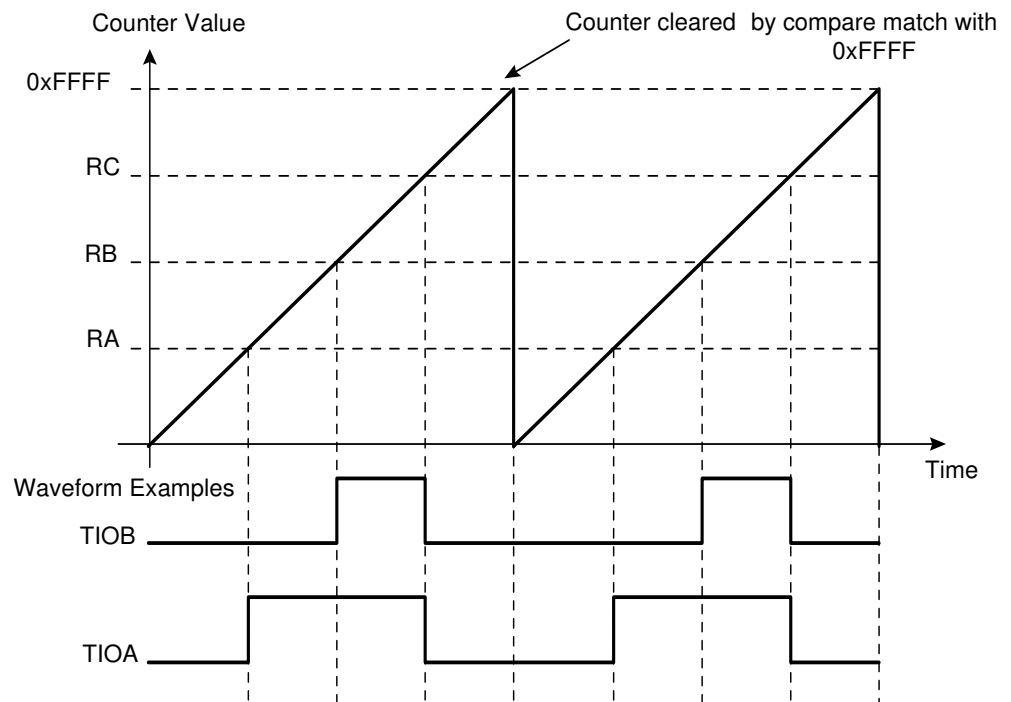 Counter Value
Counter cleared by compare match with
0xFFFF
0xFFFF
RC
RB
RA
Time
Waveform Examples
TIOB
TIOA